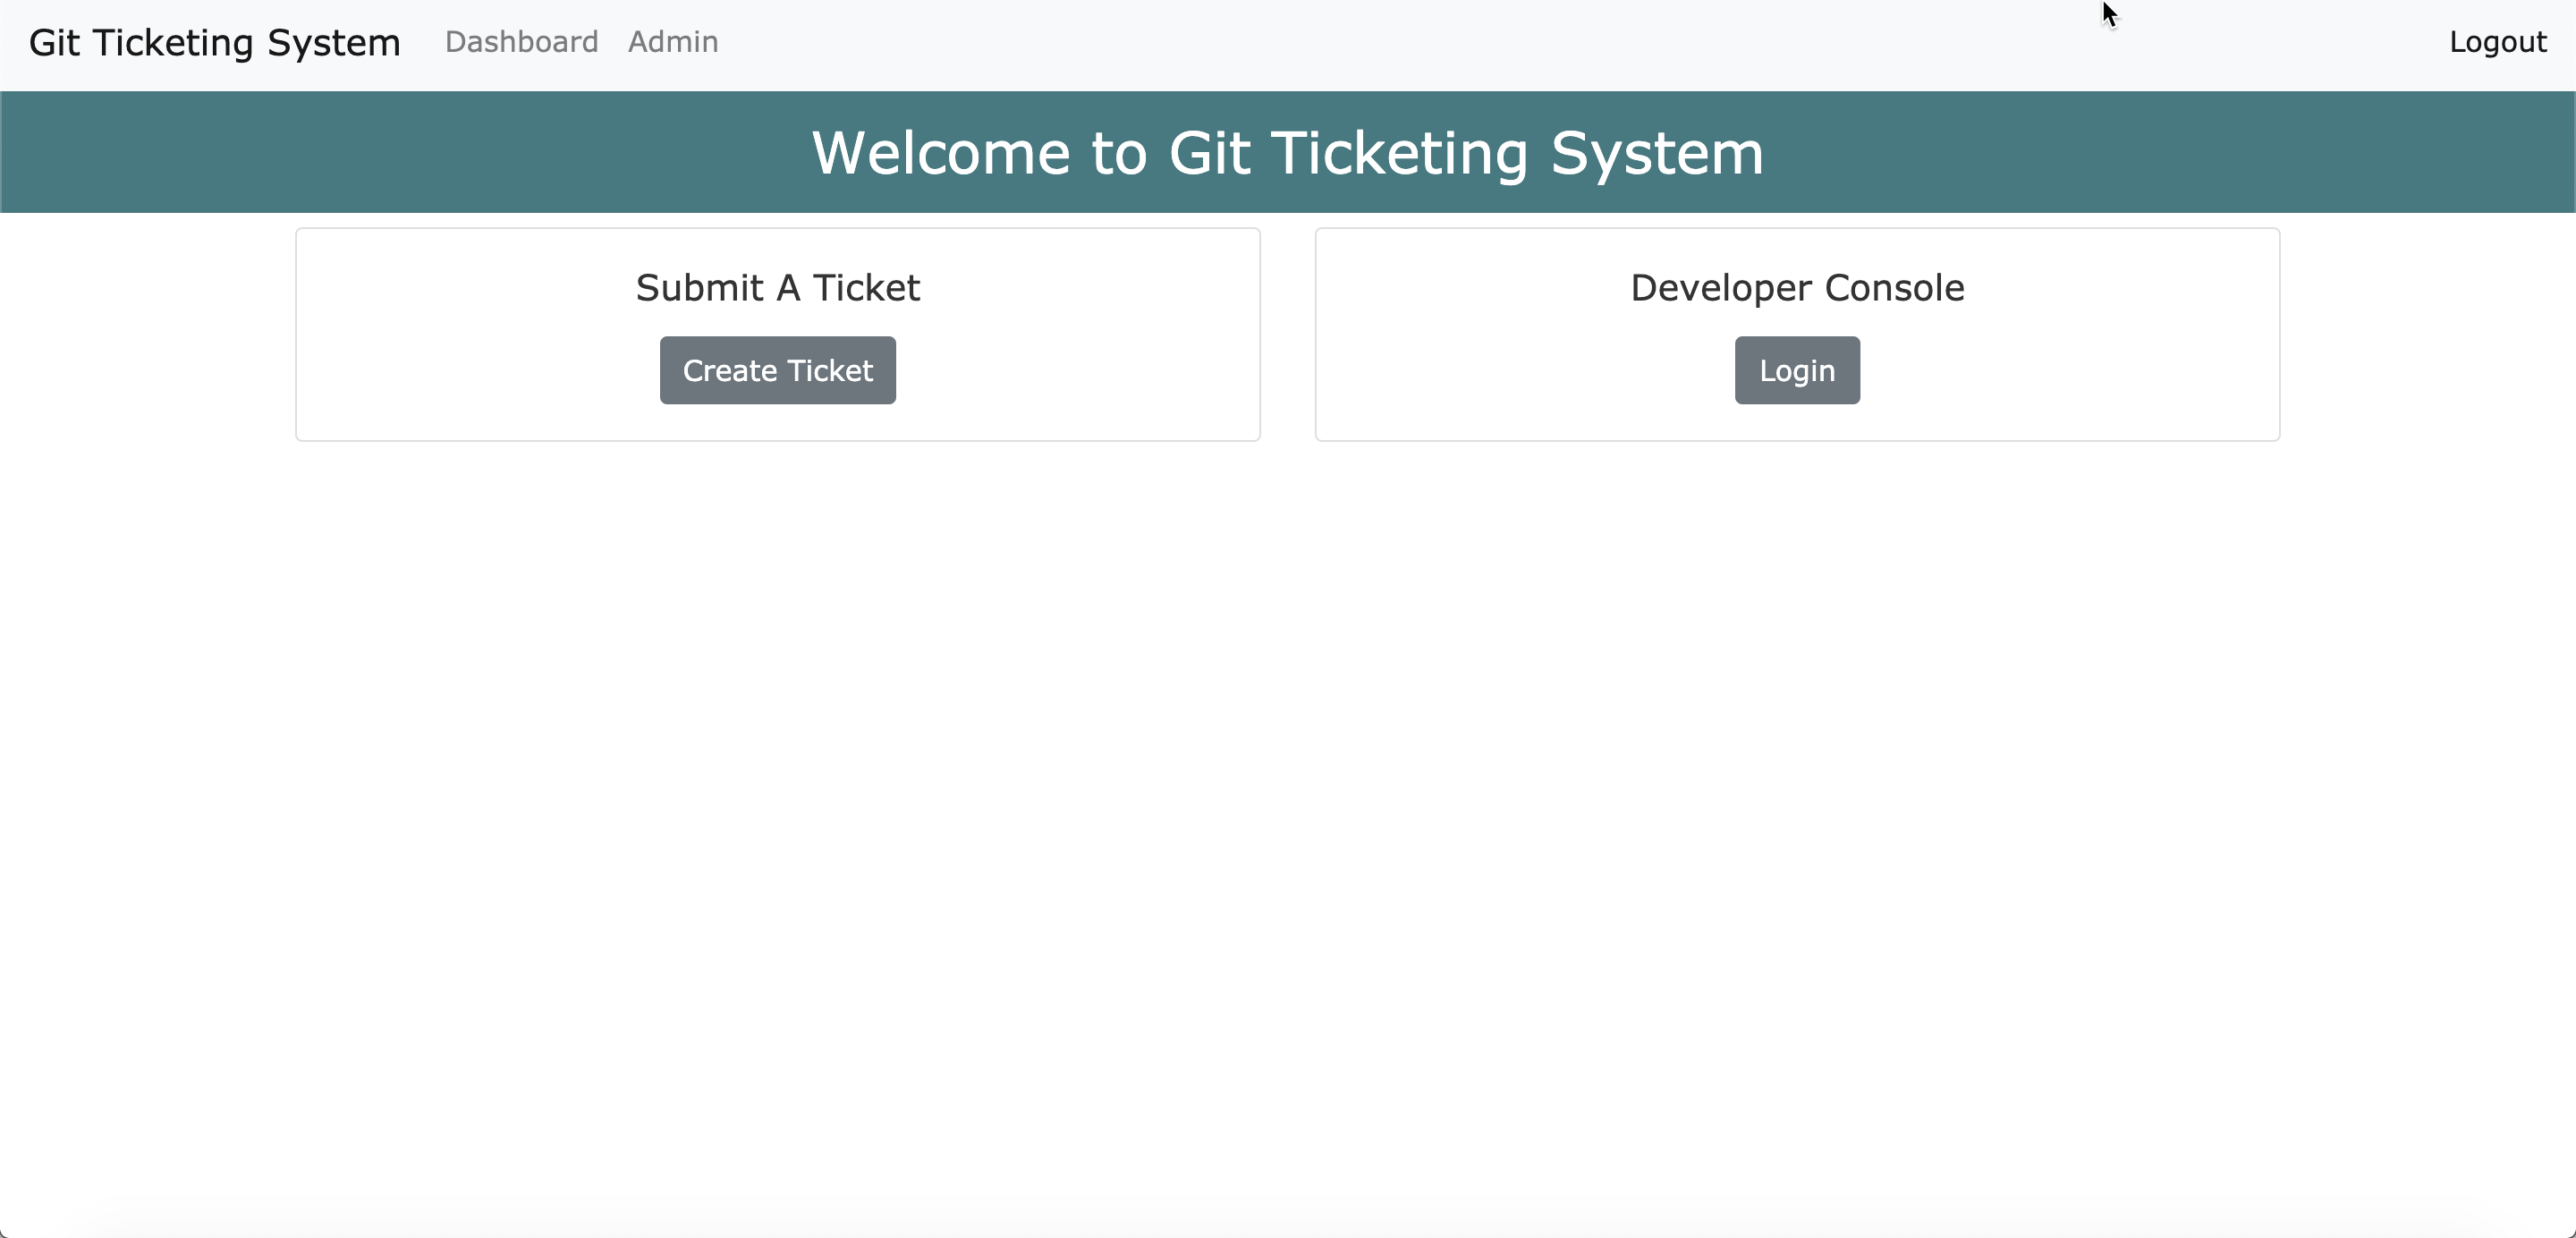 Git Ticketing System Dashboard Admin Logout
Welcome to Git Ticketing System
Submit A Ticket
Create Ticket
Developer Console
Login